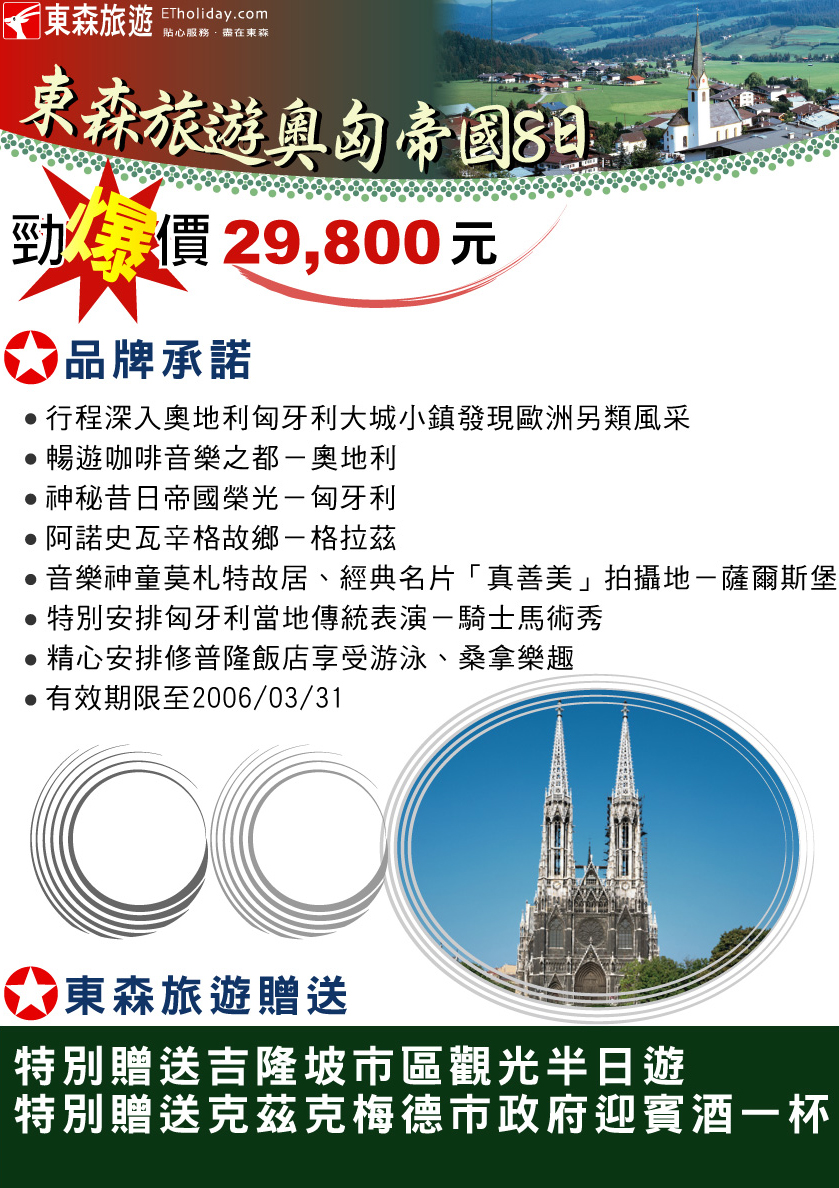 東森旅遊 ETholiday.com
貼心服務．盡在東森
東森旅遊奧匈帝國8日
勁爆價 29,800元
品牌承諾
●行程深入奧地利匈牙利大城小鎮發現歐洲另類風采
●暢遊咖啡音樂之都－奧地利
●神秘昔日帝國榮光－匈牙利
●阿諾史瓦辛格故鄉－格拉茲
●音樂神童莫札特故居、經典名片「真善美」拍攝地－薩爾斯堡
●特別安排匈牙利當地傳統表演－騎士馬術秀
●精心安排修普隆飯店享受游泳、桑拿樂趣
●有效期限至2006/03/31
東森旅遊贈送
特別贈送吉隆坡市區觀光半日遊
特別贈送克茲克梅德市政府迎賓酒一杯